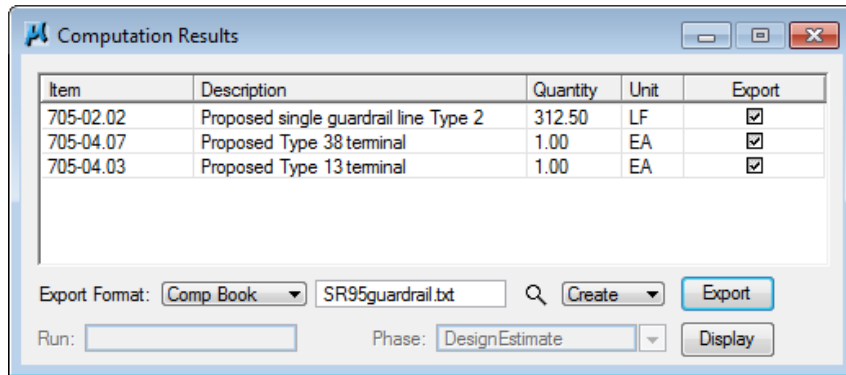 Computation Results
Item Description Quantity Unit Export
705-02.02 Proposed single guardrail line Type 2 312.50 LF
705-04.07 Proposed Type 38 terminal 1.00 EA
705-04.03 Proposed Type 13 terminal 1.00 EA
Export Format: Comp Book SR95guardrail.txt Create Export
Run: Phase: DesignEstimate Display